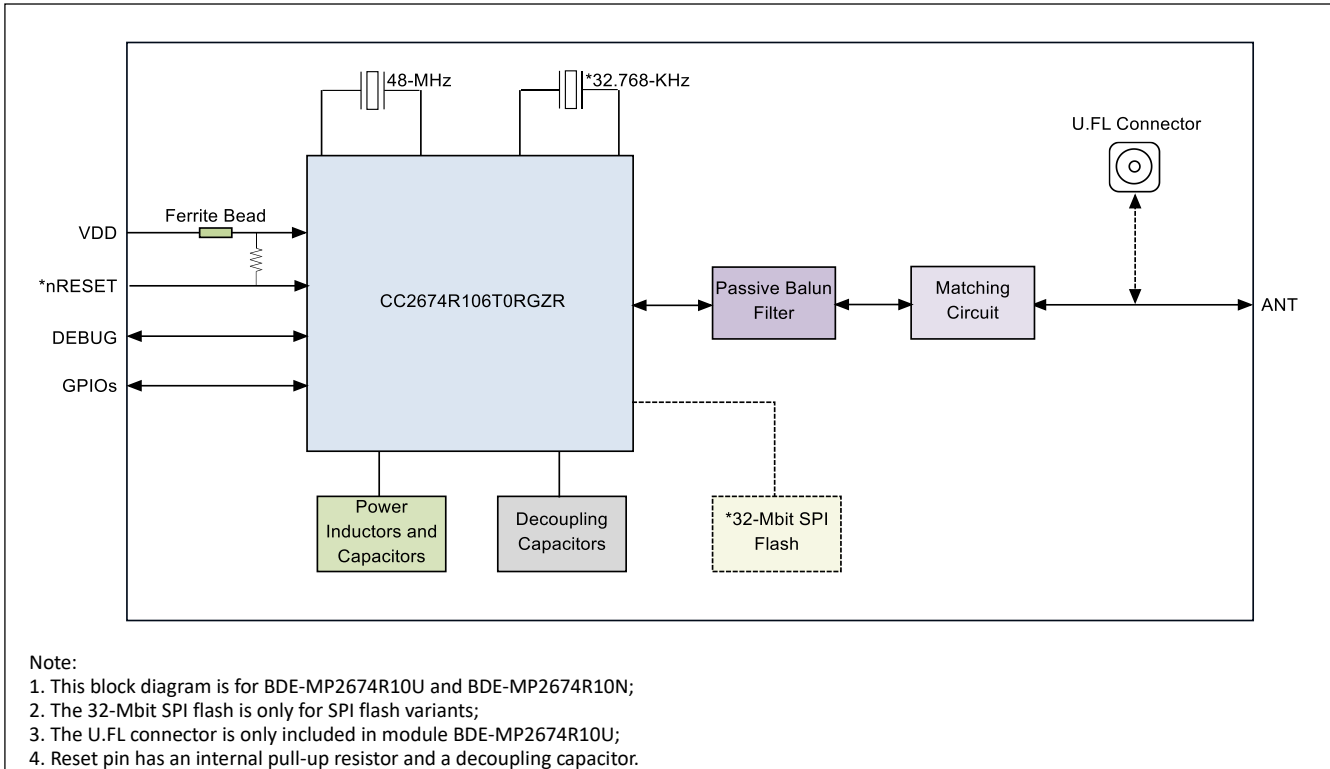 48-MHz
*32.768-KHz
U.FL Connector
Ferrite Bead
VDD
*nRESET
DEBUG
GPIOs
CC2674R106T0RGZR
Passive Balun
Filter
Matching
Circuit
ANT
Power
Inductors and
Capacitors
Decoupling
Capacitors
*32-Mbit SPI
Flash
Note:
1. This block diagram is for BDE-MP2674R10U and BDE-MP2674R10N;
2. The 32-Mbit SPI flash is only for SPI flash variants;
3. The U.FL connector is only included in module BDE-MP2674R10U;
4. Reset pin has an internal pull-up resistor and a decoupling capacitor.